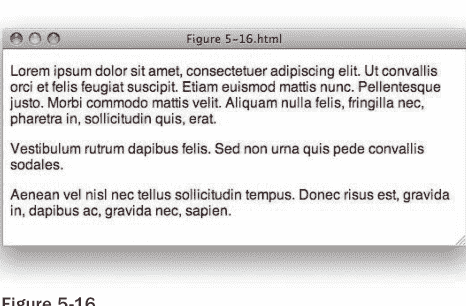 Figure 5-16.html
Lorem ipsum dolor sit amet, consectetuer adipiscing elit. Ut convallis
orci et felis feugiat suscipit. Etiam euismod mattis nunc. Pellentesque
justo. Morbi commodo mattis velit. Aliquam nulla felis, fringilla nec,
pharetra in, sollicitudin quis, erat.
Vestibulum rutrum dapibus felis. Sed non urna quis pede convallis
sodales.
Aenean vel nisl nec tellus sollicitudin tempus. Donec risus est, gravida
in, dapibus ac, gravida nec, sapien.
Figure 5-16